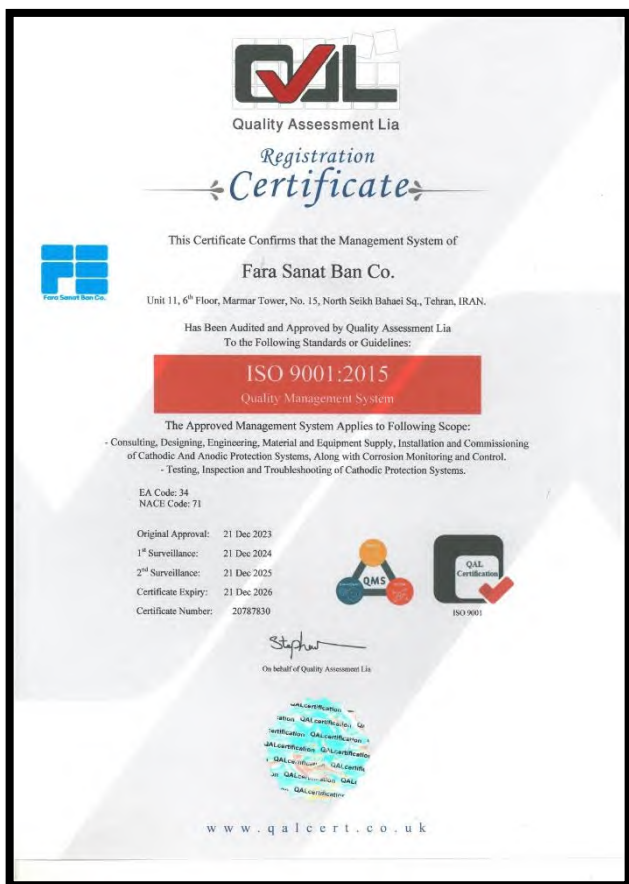 QAL
Quality Assessment Lia
Registration
Certificate
This Certificate Confirms that the Management System of
Fara Sanat Ban Co.
Fara Sanat Ban Co.
Unit 11, 6th Floor, Marmar Tower, No. 15, North Seikh Bahaei Sq., Tehran, IRAN.
Has Been Audited and Approved by Quality Assessment Lia
To the Following Standards or Guidelines:
ISO 9001:2015
Quality Management System
The Approved Management System Applies to Following Scope:
- Consulting, Designing, Engineering, Material and Equipment Supply, Installation and Commissioning
of Cathodic And Anodic Protection Systems, Along with Corrosion Monitoring and Control.
- Testing, Inspection and Troubleshooting of Cathodic Protection Systems.
EA Code: 34
NACE Code: 71
Original Approval: 21 Dec 2023
1st Surveillance: 21 Dec 2024
2nd Surveillance: 21 Dec 2025
Certificate Expiry: 21 Dec 2026
Certificate Number: 20787830
QMS
QAL
Certification
ISO 9001
Stephen
On behalf of Quality Assessment Lia
QALcertification
QALcertification
QALcertification
QALcertification QALcertification
QALcertification
www.qalcert.co.uk